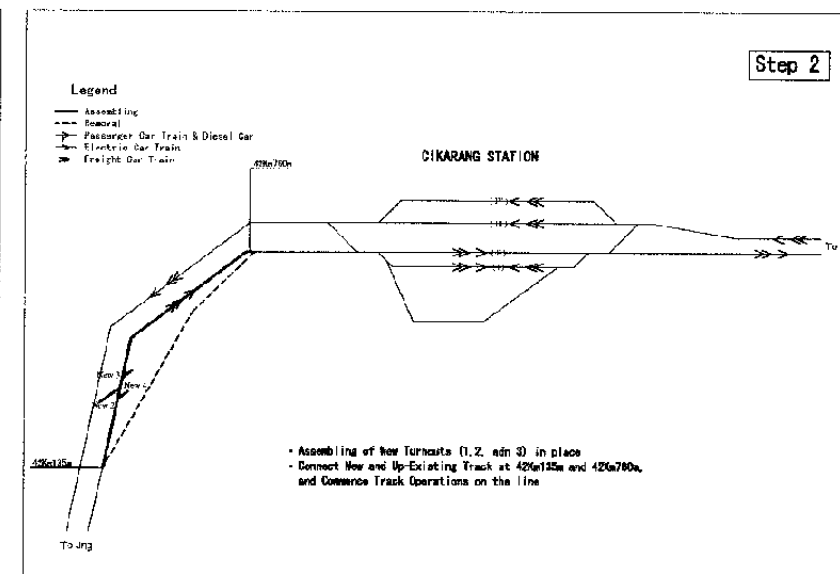 Step 2
Legend
Assembling
Removal
Passenger Car Train & Diesel Car
Electric Car Train
Freight Car Train
42Km760m
CIKARANG STATION
To
New 3
New
New 2
42Km135m
- Assembling of New Turnouts (1,2, adn 3) in place
- Connect New and Up-Existing Track at 42Km135m and 42Km760m,
and Commence Track Operations on the line
To Jng